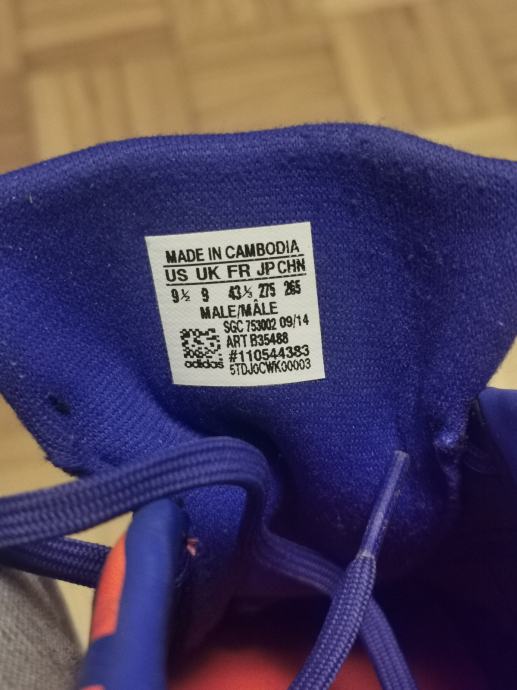 MADE IN CAMBODIA
US UK FR JP CHN
9½ 9 43⅓ 275 265
MALE/MÂLE
SGC 753002 09/14
ART B35488
#110544383
adidas 5TDJ0CWK00003